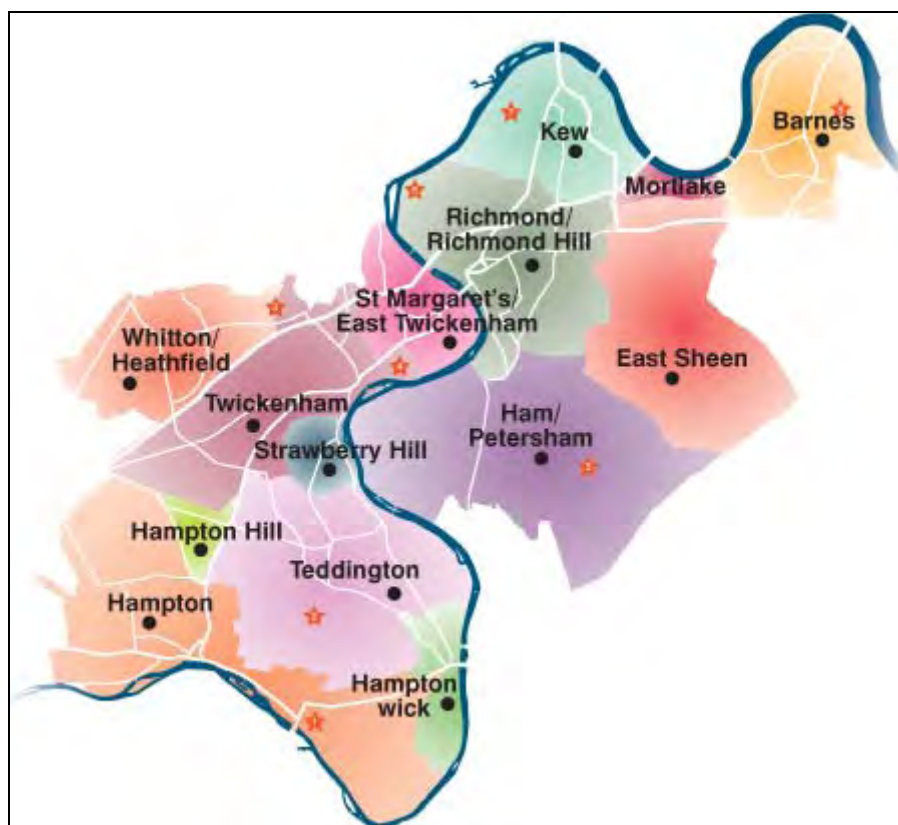 Kew
Barnes
Mortlake
Richmond/
Richmond Hill
St Margaret's/
East Twickenham
Whitton/
Heathfield
East Sheen
Twickenham
Ham/
Petersham
Strawberry Hill
Hampton Hill
Teddington
Hampton
Hampton
wick